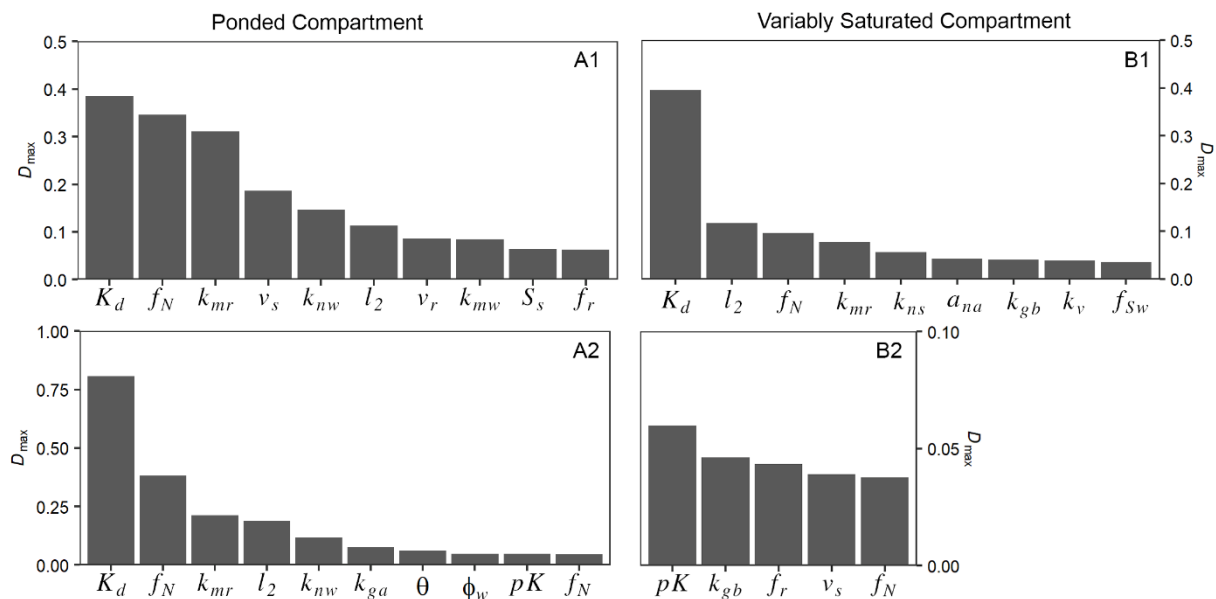 Ponded Compartment
Variably Saturated Compartment
A1
0.5
0.4
0.3
0.2
0.1
0.0
D_max
K_d f_N k_mr v_s k_nw l_2 v_r k_mw S_s f_r
B1
0.5
0.4
0.3
0.2
0.1
0.0
D_max
K_d l_2 f_N k_mr k_ns a_na k_gb k_v f_Sw
A2
1.00
0.75
0.50
0.25
0.00
D_max
K_d f_N k_mr l_2 k_nw k_ga θ ϕ_w pK f_N
B2
0.10
0.05
0.00
D_max
pK k_gb f_r v_s f_N